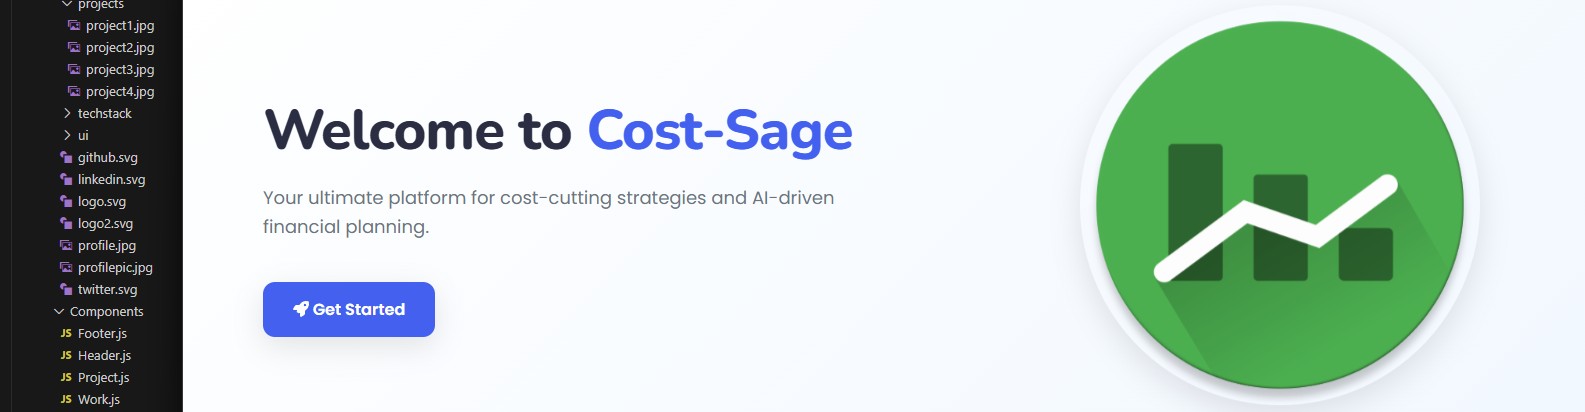 projects
project1.jpg
project2.jpg
project3.jpg
project4.jpg
techstack
ui
github.svg
linkedin.svg
logo.svg
logo2.svg
profile.jpg
profilepic.jpg
twitter.svg
Components
JS Footer.js
JS Header.js
JS Project.js
JS Work.js
Welcome to Cost-Sage
Your ultimate platform for cost-cutting strategies and AI-driven
financial planning.
Get Started